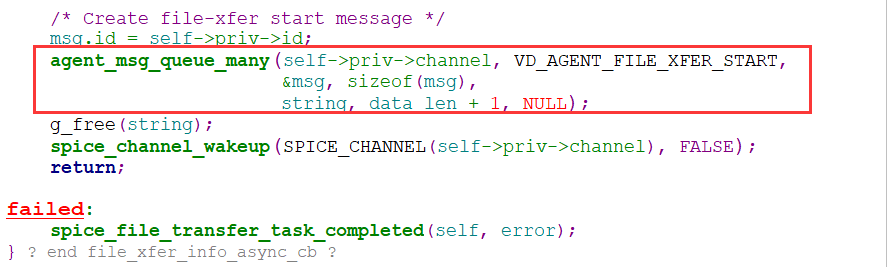 /* Create file-xfer start message */
msg.id = self->priv->id;
agent_msg_queue_many(self->priv->channel, VD_AGENT_FILE_XFER_START,
&msg, sizeof(msg),
string, data_len + 1, NULL);
g_free(string);
spice_channel_wakeup(SPICE_CHANNEL(self->priv->channel), FALSE);
return;
failed:
spice_file_transfer_task_completed(self, error);
} ? end file_xfer_info_async_cb ?